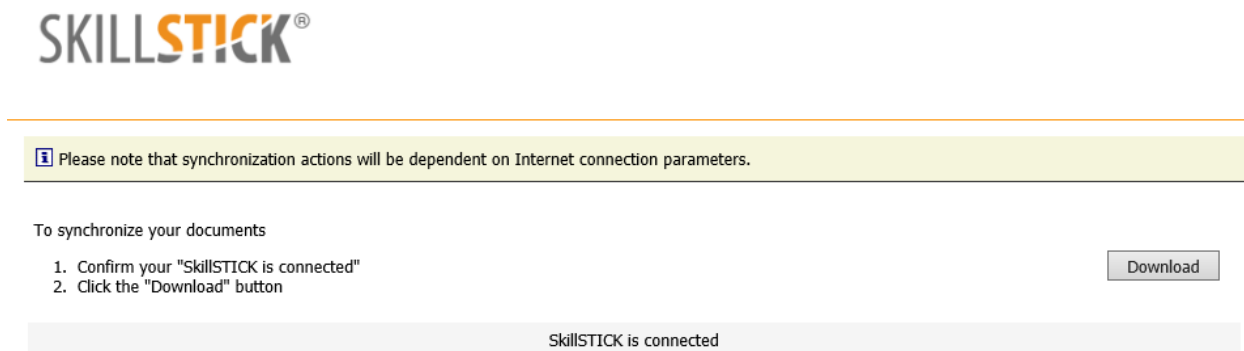 SKILLSTICK®
Please note that synchronization actions will be dependent on Internet connection parameters.
To synchronize your documents
1. Confirm your "SkillSTICK is connected"
2. Click the "Download" button
Download
SkillSTICK is connected